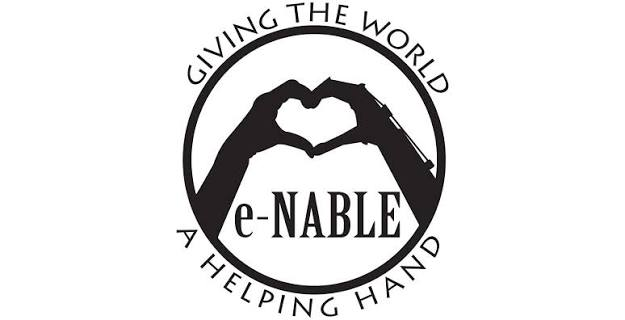 GIVING THE WORLD
e-NABLE
A HELPING HAND